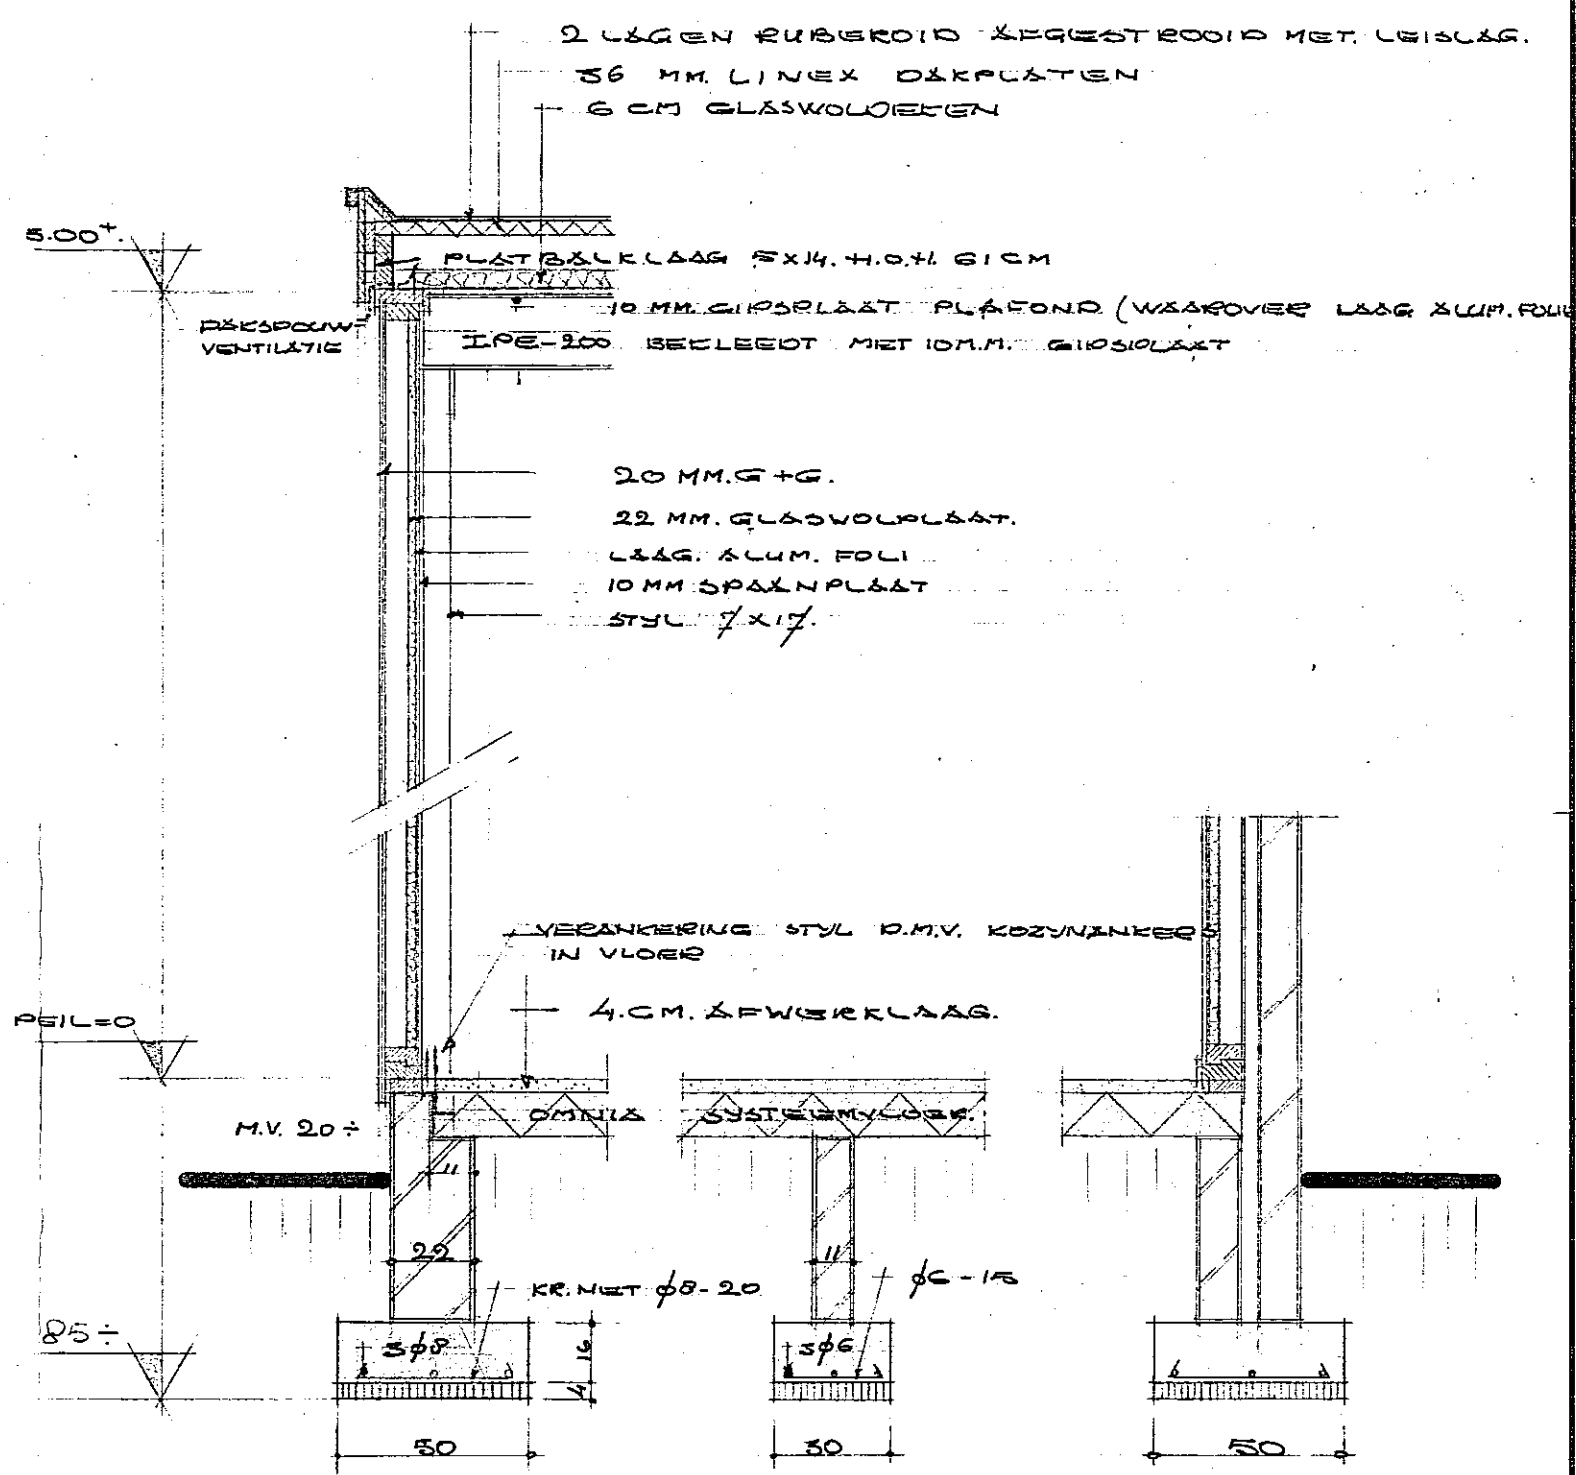 2 LAGEN RUBEROID AFGESTROOID MET. LEISLAG.
36 MM. LINEX DAKPLATEN
6 CM GLASWOLDEKEN
5.00+.
PLATBALKLAAG 5X14. H.O.H. 61 CM
10 MM. GIPSPLAAT PLAFOND (WAAROVER LAAG ALUM. FOLIE
DAKSPOUW-
VENTILATIE
IPE-200 BEKLEEDT MET 10 M.M. GIPSPLAAT
20 MM. G+G.
22 MM. GLASWOLPLAAT.
LAAG. ALUM. FOLI
10 MM SPAANPLAAT
STYL 7X17.
VERANKERING STYL D.M.V. KOZYNANKERS
IN VLOER
4. CM. AFWERKLAAG.
PEIL=0
OMNIA SYSTEEMVLOER.
M.V. 20÷
11
22
11
KR. NET ϕ8-20
ϕ6-15
85÷
3ϕ8
16
3ϕ6
4
50
30
50